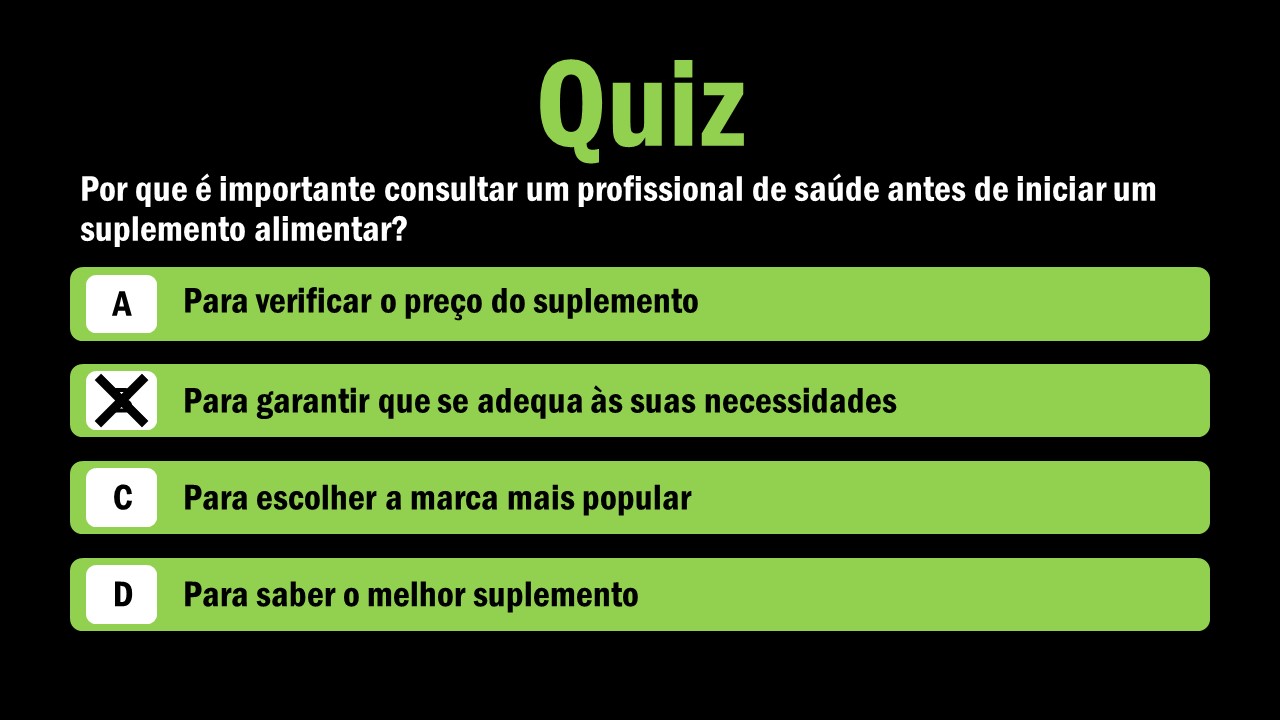 Quiz
Por que é importante consultar um profissional de saúde antes de iniciar um
suplemento alimentar?
A Para verificar o preço do suplemento
Para garantir que se adequa às suas necessidades
C Para escolher a marca mais popular
D Para saber o melhor suplemento